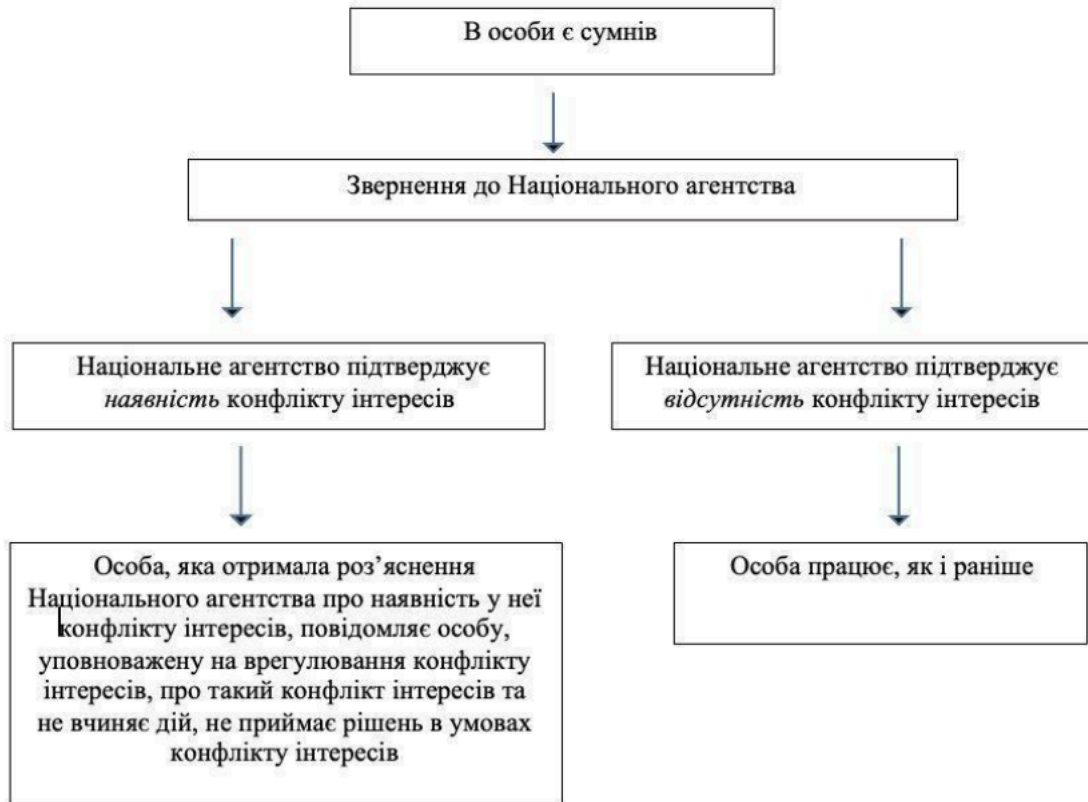 В особи є сумнів
Звернення до Національного агентства
Національне агентство підтверджує
наявність конфлікту інтересів
Національне агентство підтверджує
відсутність конфлікту інтересів
Особа, яка отримала роз’яснення
Національного агентства про наявність у неї
конфлікту інтересів, повідомляє особу,
уповноважену на врегулювання конфлікту
інтересів, про такий конфлікт інтересів та
не вчиняє дій, не приймає рішень в умовах
конфлікту інтересів
Особа працює, як і раніше